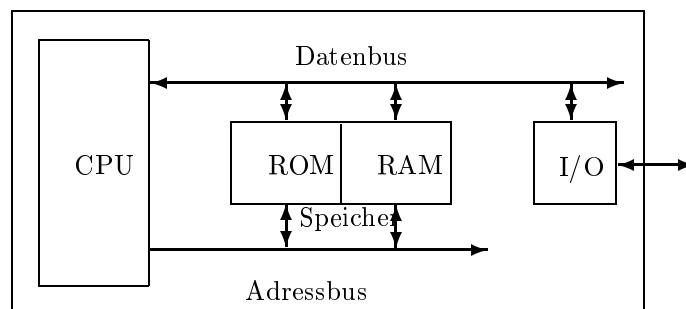 Datenbus
CPU
ROM
RAM
I/O
Speicher
Adressbus